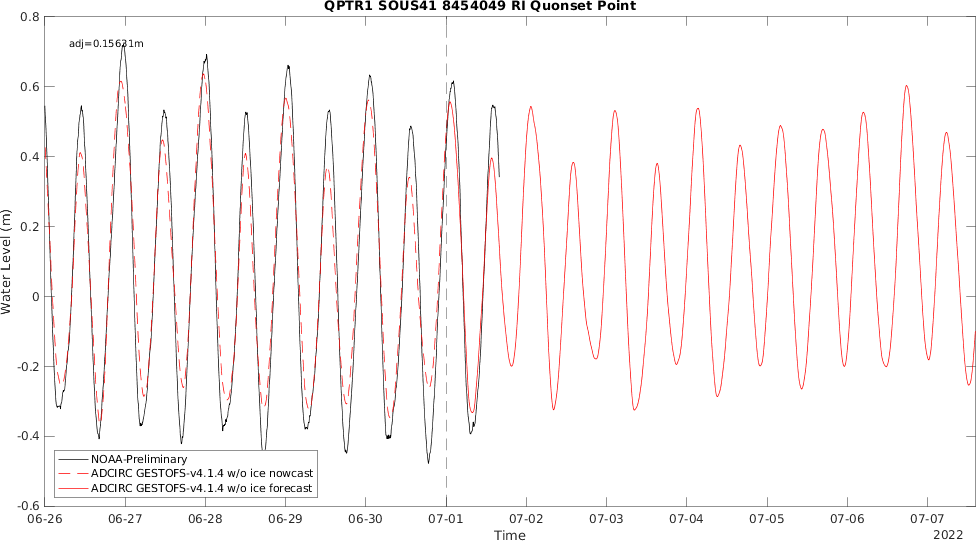 QPTR1 SOUS41 8454049 RI Quonset Point
adj=0.15631m
Water Level (m)
0.8
0.6
0.4
0.2
0
-0.2
-0.4
-0.6
NOAA-Preliminary
ADCIRC GESTOFS-v4.1.4 w/o ice nowcast
ADCIRC GESTOFS-v4.1.4 w/o ice forecast
06-26 06-27 06-28 06-29 06-30 07-01 07-02 07-03 07-04 07-05 07-06 07-07
Time
2022